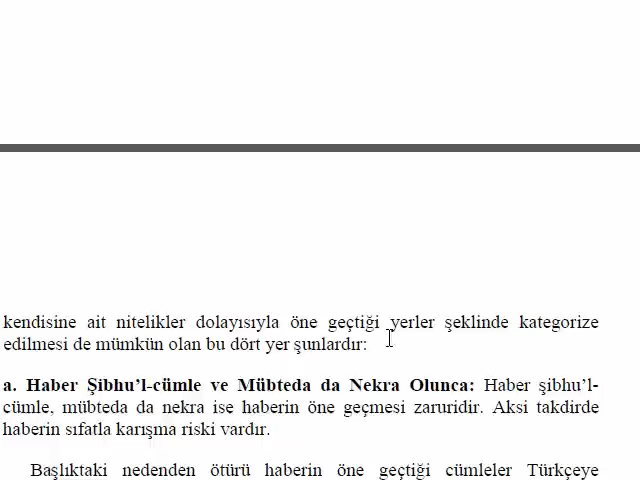 kendisine ait nitelikler dolayısıyla öne geçtiği yerler şeklinde kategorize
edilmesi de mümkün olan bu dört yer şunlardır:
a. Haber Şibhu’l-cümle ve Mübteda da Nekra Olunca: Haber şibhu’l-
cümle, mübteda da nekra ise haberin öne geçmesi zaruridir. Aksi takdirde
haberin sıfatla karışma riski vardır.
Başlıktaki nedenden ötürü haberin öne geçtiği cümleler Türkçeye